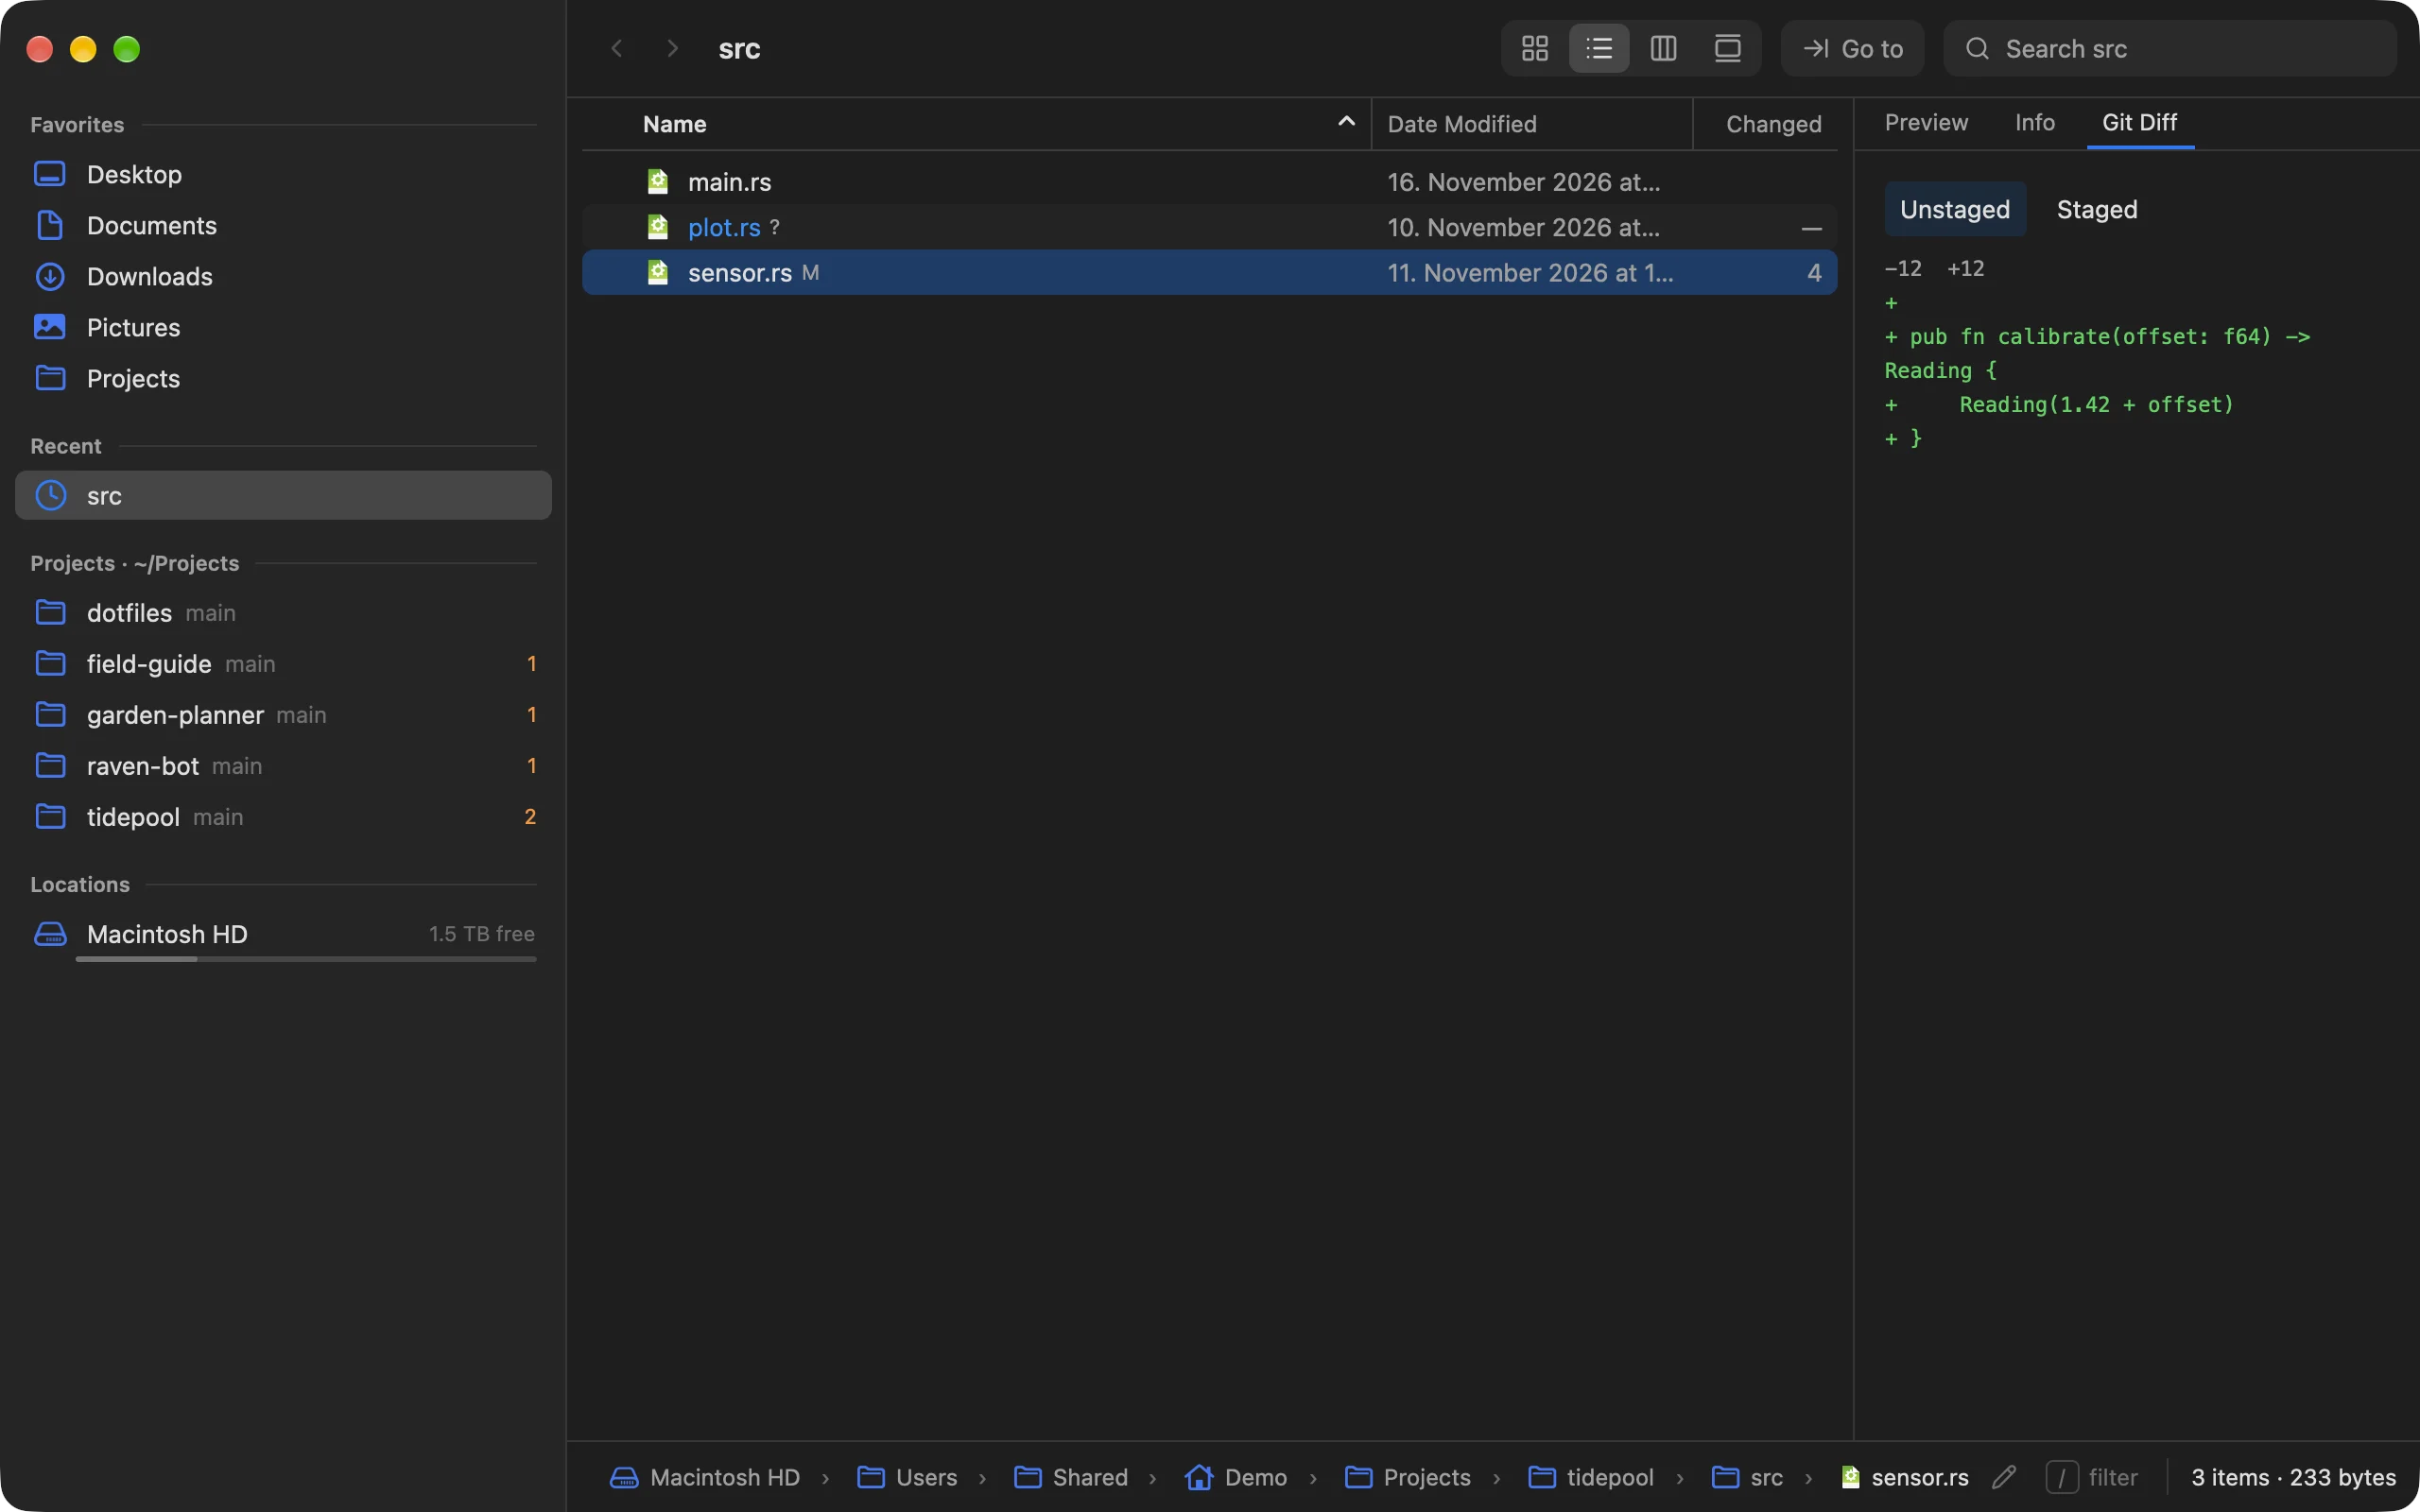 src
Go to
Search src
Favorites
Desktop
Documents
Downloads
Pictures
Projects
Recent
src
Projects · ~/Projects
dotfiles main
field-guide main 1
garden-planner main 1
raven-bot main 1
tidepool main 2
Locations
Macintosh HD 1.5 TB free
Name Date Modified Changed
main.rs 16. November 2026 at...
plot.rs ? 10. November 2026 at... —
sensor.rs M 11. November 2026 at 1... 4
Preview Info Git Diff
Unstaged Staged
−12 +12
+
+ pub fn calibrate(offset: f64) ->
Reading {
+     Reading(1.42 + offset)
+ }
Macintosh HD › Users › Shared › Demo › Projects › tidepool › src › sensor.rs / filter 3 items · 233 bytes